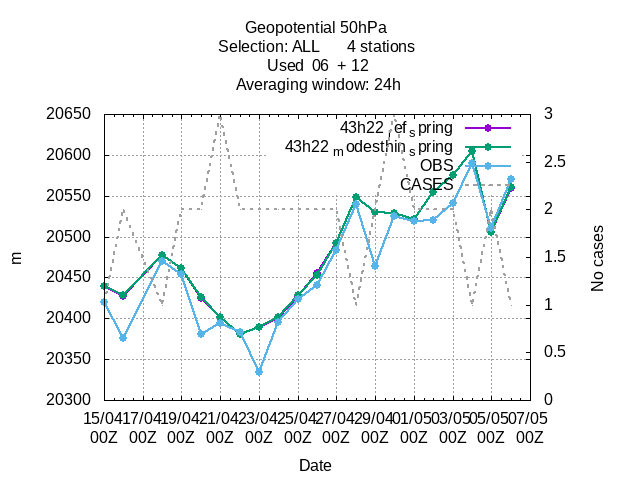 Geopotential 50hPa
Selection: ALL 4 stations
Used 06 + 12
Averaging window: 24h
43h22 ef_s pring
43h22 _m odesthin_s pring
OBS
CASES
20650
20600
20550
20500
20450
20400
20350
20300
3
2.5
2
1.5
1
0.5
0
m
No cases
15/04 17/04 19/04 21/04 23/04 25/04 27/04 29/04 01/05 03/05 05/05 07/05
00Z 00Z 00Z 00Z 00Z 00Z 00Z 00Z 00Z 00Z 00Z 00Z
Date